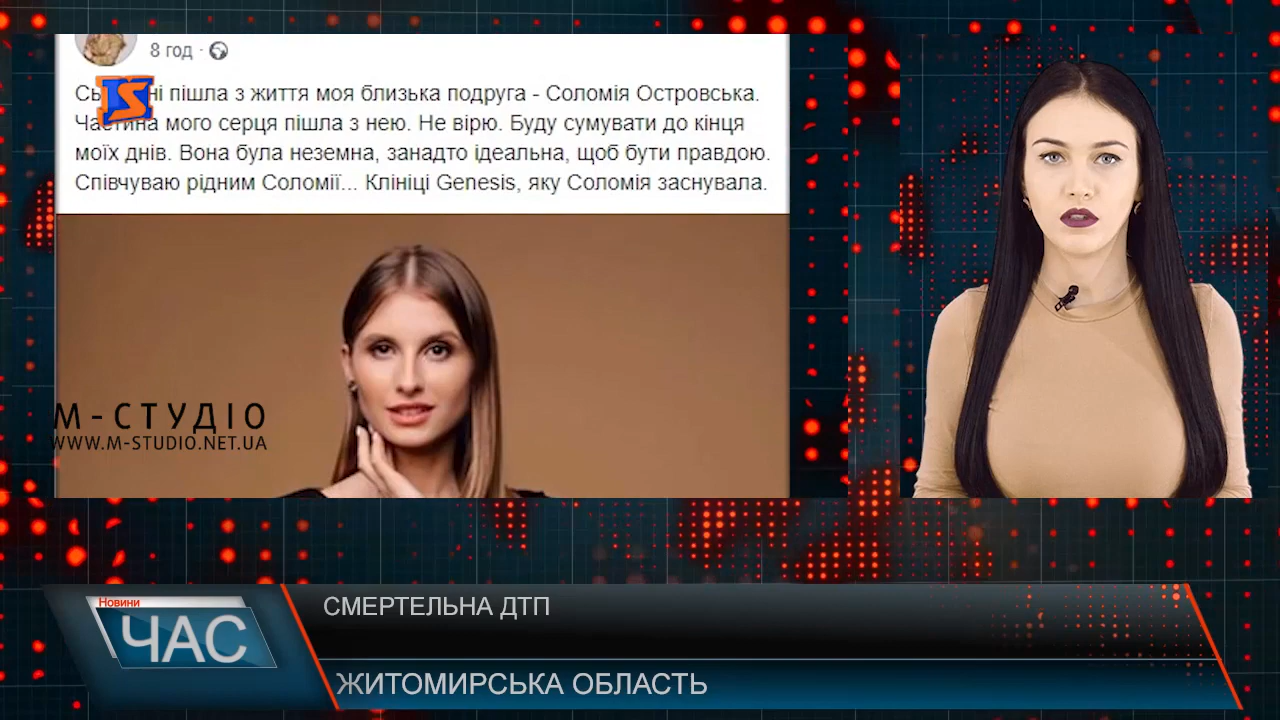 8 год ·
ні пішла з життя моя близька подруга - Соломія Островська.
Частина мого серця пішла з нею. Не вірю. Буду сумувати до кінця
моїх днів. Вона була неземна, занадто ідеальна, щоб бути правдою.
Співчуваю рідним Соломії... Клініці Genesis, яку Соломія заснувала.
М-СТУДІО
WWW.M-STUDIO.NET.UA
Новини
ЧАС
СМЕРТЕЛЬНА ДТП
ЖИТОМИРСЬКА ОБЛАСТЬ